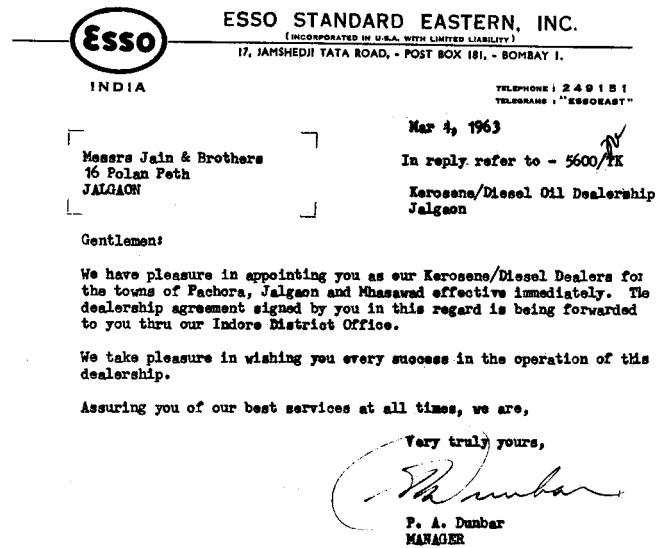 Esso
INDIA
ESSO STANDARD EASTERN, INC.
(INCORPORATED IN U.S.A. WITH LIMITED LIABILITY)
17, JAMSHEDJI TATA ROAD, - POST BOX 181, - BOMBAY 1.
TELEPHONE : 249151
TELEGRAMS : "ESSOEAST"
Mar 4, 1963
Messrs Jain & Brothers
16 Polan Peth
JALGAON
In reply refer to - 5600/TK
Kerosene/Diesel Oil Dealership
Jalgaon
Gentlemen:
We have pleasure in appointing you as our Kerosene/Diesel Dealers for
the towns of Pachora, Jalgaon and Mhasawad effective immediately. The
dealership agreement signed by you in this regard is being forwarded
to you thru our Indore District Office.
We take pleasure in wishing you every success in the operation of this
dealership.
Assuring you of our best services at all times, we are,
Very truly yours,
P. A. Dunbar
MANAGER